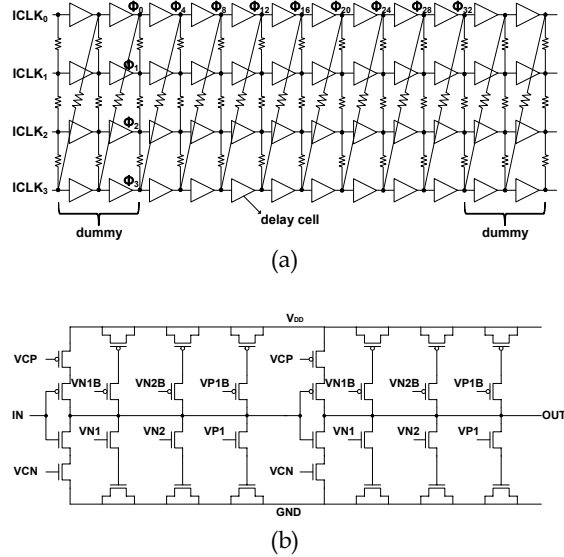 Φ0 Φ4 Φ8 Φ12 Φ16 Φ20 Φ24 Φ28 Φ32
ICLK0
ICLK1 Φ1
ICLK2 Φ2
ICLK3 Φ3
dummy delay cell dummy
(a)
VDD
VCP VCP
VN1B VN2B VP1B VN1B VN2B VP1B
IN OUT
VN1 VN2 VP1 VN1 VN2 VP1
VCN VCN
GND
(b)